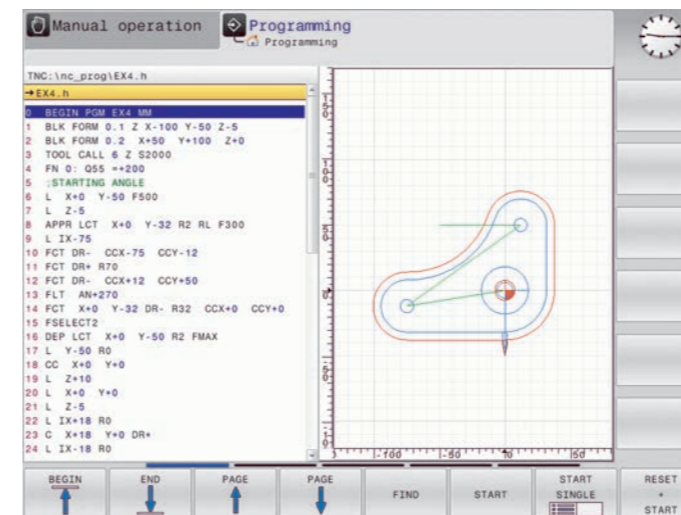 Manual operation
Programming
Programming
TNC:\nc_prog\EX4.h
→EX4.h
0 BEGIN PGM EX4 MM
1 BLK FORM 0.1 Z X-100 Y-50 Z-5
2 BLK FORM 0.2 X+50 Y+100 Z+0
3 TOOL CALL 6 Z S2000
4 FN 0: Q55 =+200
5 ;STARTING ANGLE
6 L X+0 Y-50 F500
7 L Z-5
8 APPR LCT X+0 Y-32 R2 RL F300
9 L IX-75
10 FCT DR- CCX-75 CCY-12
11 FCT DR+ R70
12 FCT DR- CCX+12 CCY+50
13 FLT AN+270
14 FCT X+0 Y-32 DR- R32 CCX+0 CCY+0
15 FSELECT2
16 DEP LCT X+0 Y-50 R2 FMAX
17 L Y-50 R0
18 CC X+0 Y+0
19 L Z+10
20 L X+0 Y+0
21 L Z-5
22 L IX+18 R0
23 C X+18 Y+0 DR+
24 L IX-18 R0
-100 -50 0 50
BEGIN
END
PAGE
PAGE
FIND
START
START
SINGLE
RESET
+
START